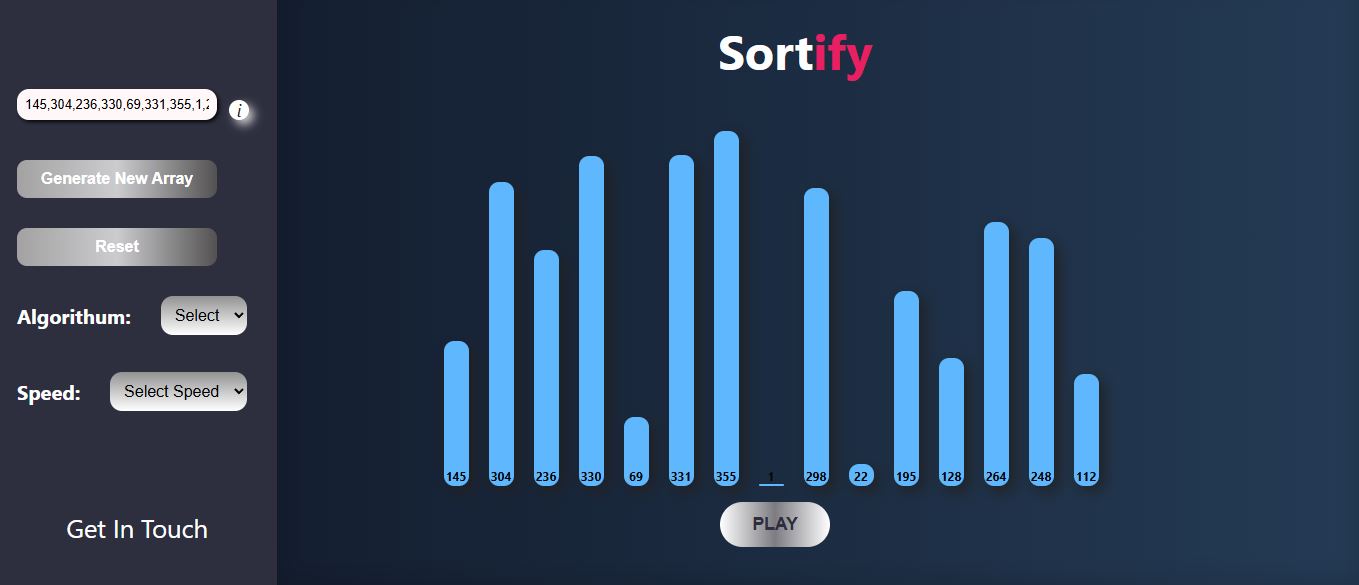 Sortify
145,304,236,330,69,331,355,1,
i
Generate New Array
Reset
Algorithum:
Select
Speed:
Select Speed
Get In Touch
145 304 236 330 69 331 355 1 298 22 195 128 264 248 112
PLAY